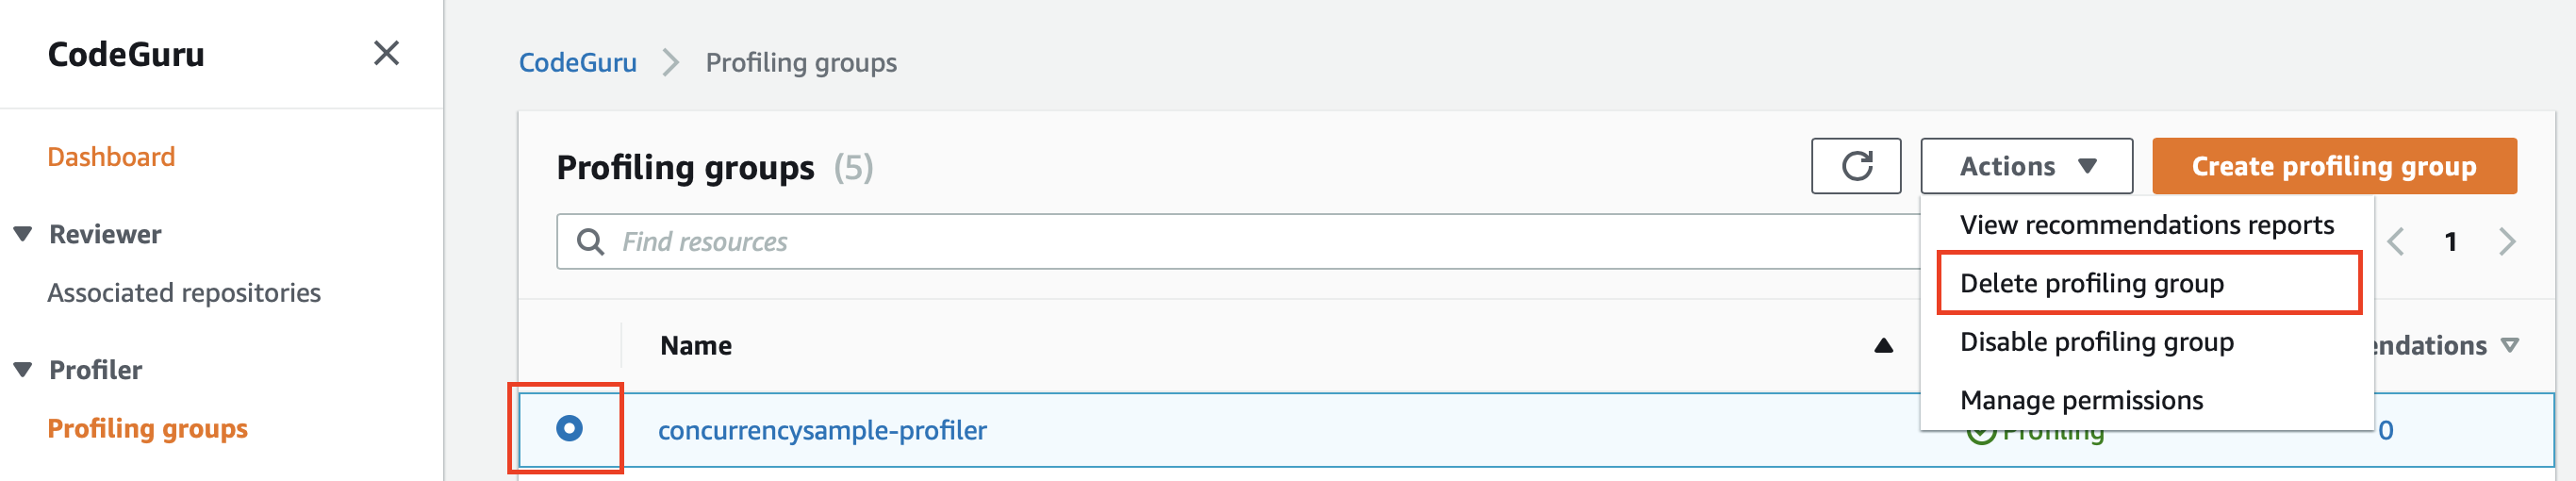 CodeGuru
Dashboard
Reviewer
Associated repositories
Profiler
Profiling groups
CodeGuru > Profiling groups
Profiling groups (5)
Actions
Create profiling group
Find resources
1
View recommendations reports
Delete profiling group
Disable profiling group
Manage permissions
Name
endations
concurrencysample-profiler
Profiling
0